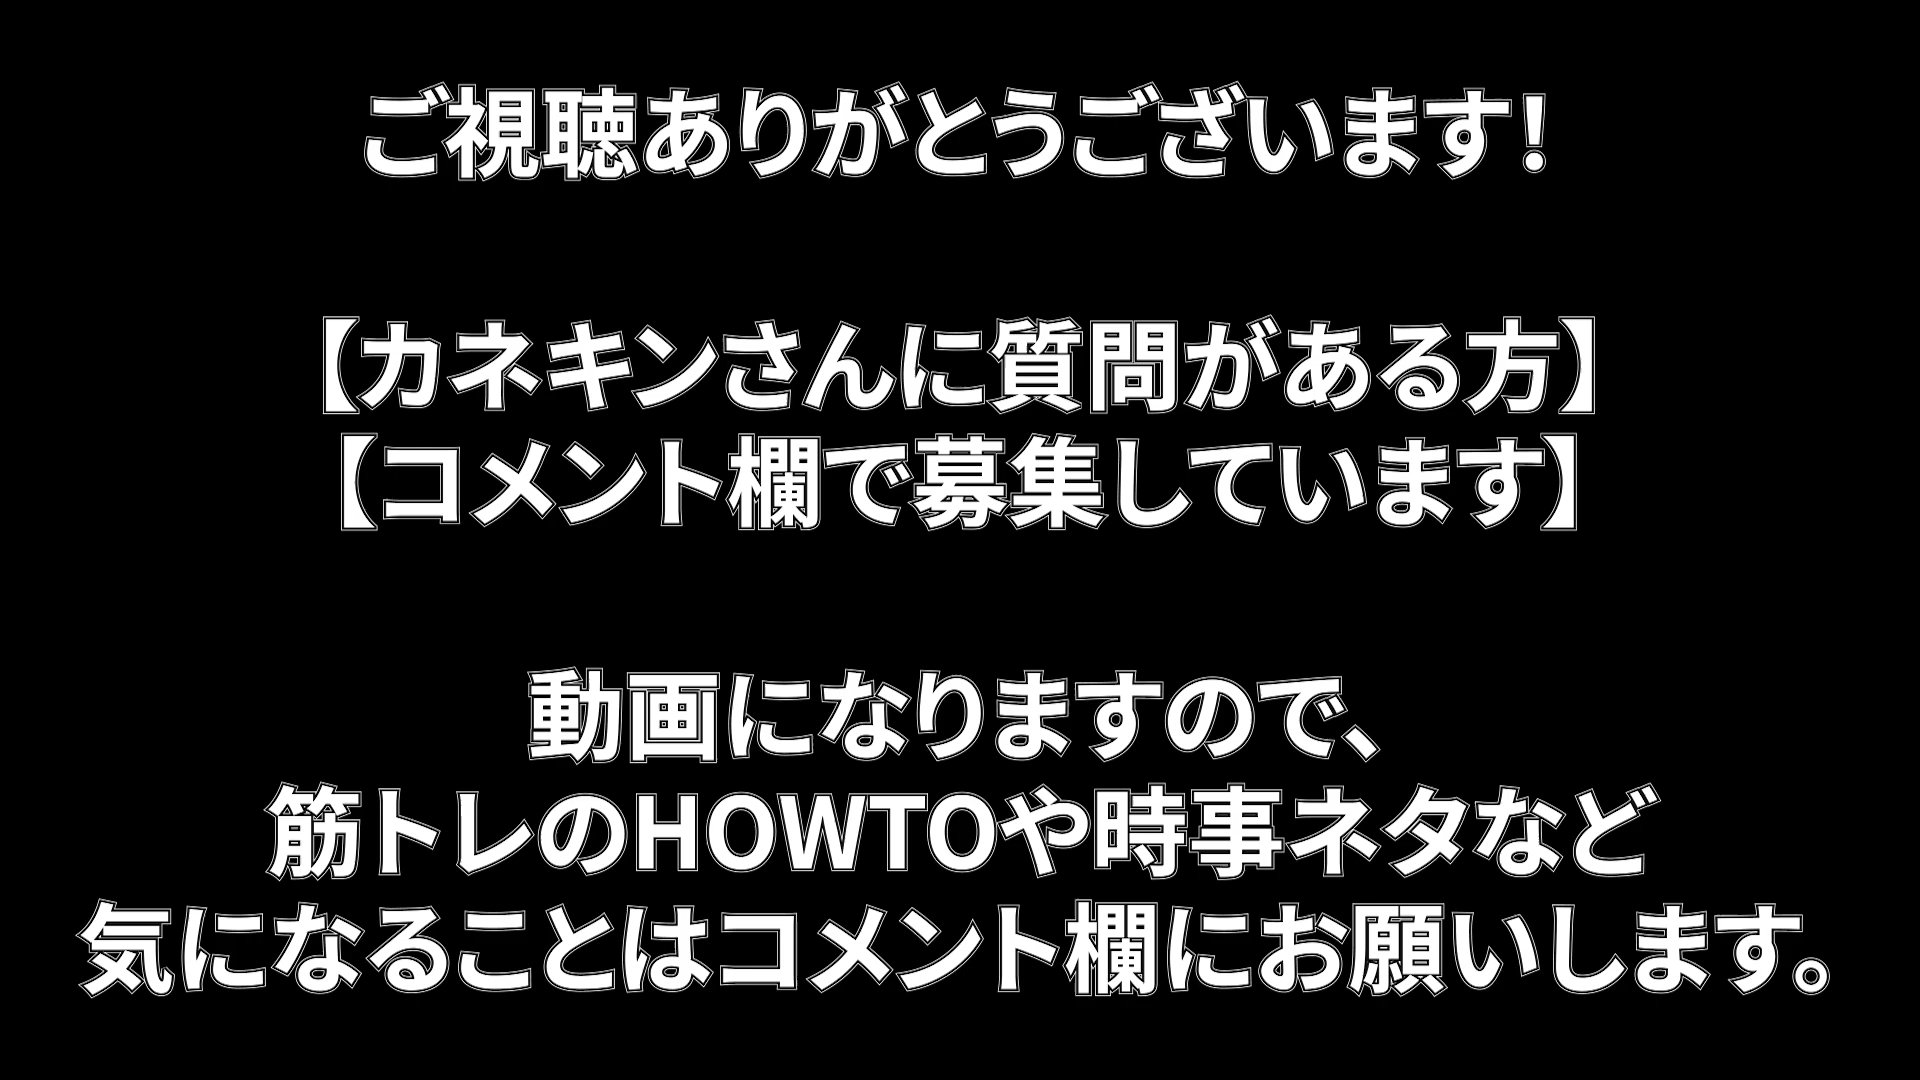 ご視聴ありがとうございます!
【カネキンさんに質問がある方】
【コメント欄で募集しています】
動画になりますので、
筋トレのHOWTOや時事ネタなど
気になることはコメント欄にお願いします。